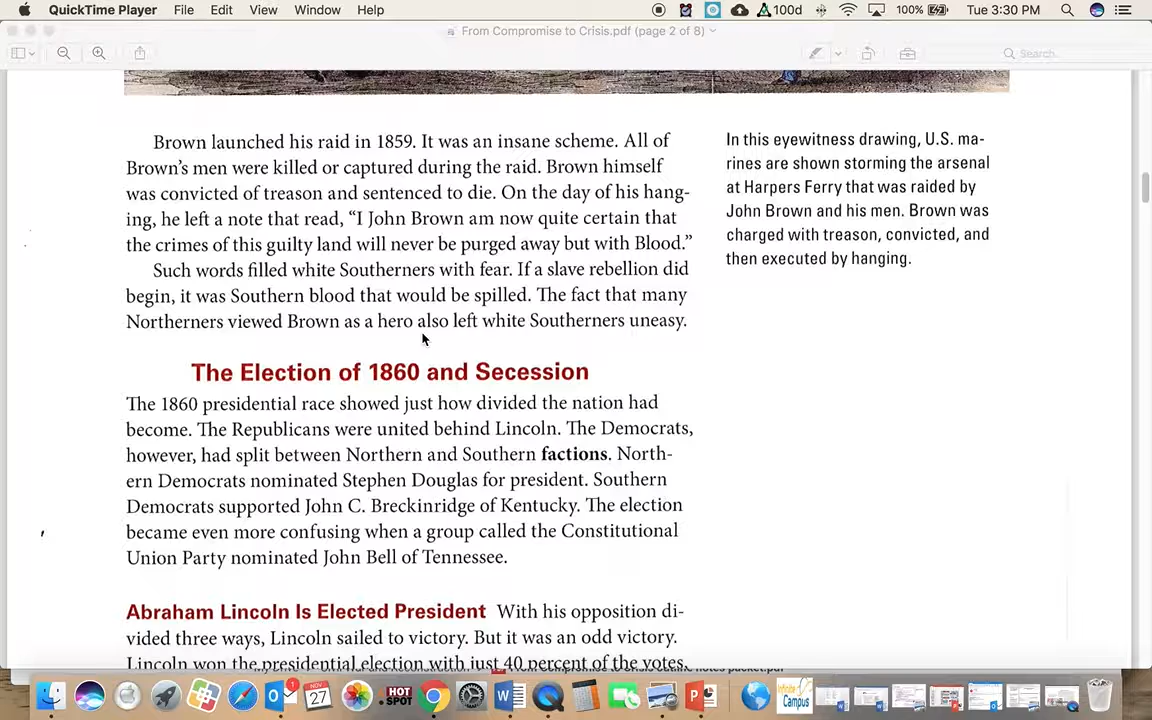 QuickTime Player File Edit View Window Help 100d 100% Tue 3:30 PM
From Compromise to Crisis.pdf (page 2 of 8)
Search
Brown launched his raid in 1859. It was an insane scheme. All of
Brown's men were killed or captured during the raid. Brown himself
was convicted of treason and sentenced to die. On the day of his hang-
ing, he left a note that read, “I John Brown am now quite certain that
the crimes of this guilty land will never be purged away but with Blood.”
Such words filled white Southerners with fear. If a slave rebellion did
begin, it was Southern blood that would be spilled. The fact that many
Northerners viewed Brown as a hero also left white Southerners uneasy.
In this eyewitness drawing, U.S. ma-
rines are shown storming the arsenal
at Harpers Ferry that was raided by
John Brown and his men. Brown was
charged with treason, convicted, and
then executed by hanging.
The Election of 1860 and Secession
The 1860 presidential race showed just how divided the nation had
become. The Republicans were united behind Lincoln. The Democrats,
however, had split between Northern and Southern factions. North-
ern Democrats nominated Stephen Douglas for president. Southern
Democrats supported John C. Breckinridge of Kentucky. The election
became even more confusing when a group called the Constitutional
Union Party nominated John Bell of Tennessee.
Abraham Lincoln Is Elected President With his opposition di-
vided three ways, Lincoln sailed to victory. But it was an odd victory.
Lincoln won the presidential election with just 40 percent of the votes,
1
NOV
27
HOT
SPOT
Infinite
Campus